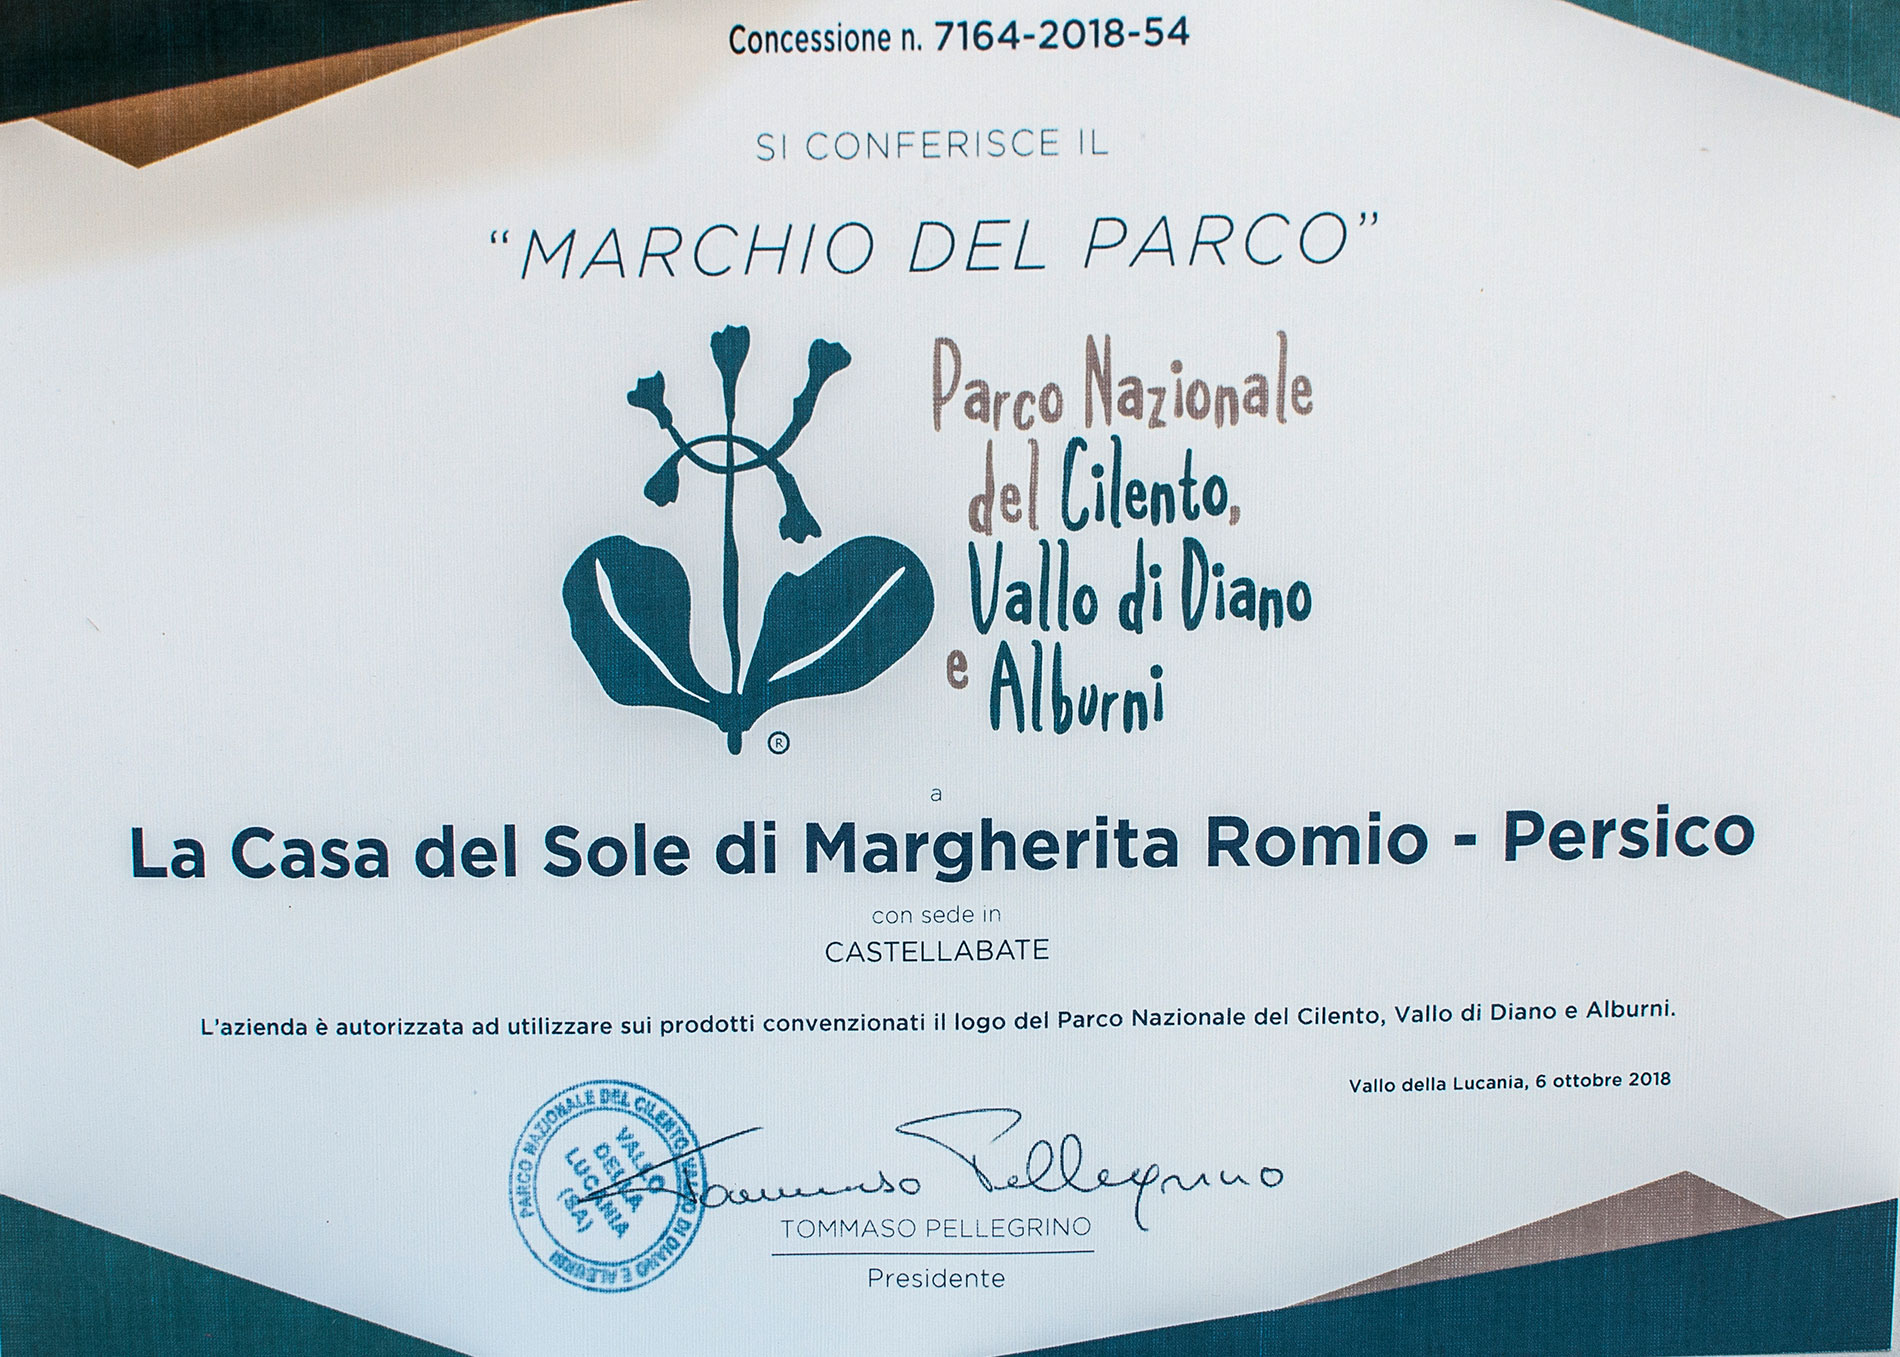 Concessione n. 7164-2018-54
SI CONFERISCE IL
“MARCHIO DEL PARCO”
Parco Nazionale
del Cilento,
Vallo di Diano
e Alburni
®
a
La Casa del Sole di Margherita Romio - Persico
con sede in
CASTELLABATE
L’azienda è autorizzata ad utilizzare sui prodotti convenzionati il logo del Parco Nazionale del Cilento, Vallo di Diano e Alburni.
Vallo della Lucania, 6 ottobre 2018
PARCO NAZIONALE DEL CILENTO, VALLO DI DIANO E ALBURNI
VALLO
DELLA
LUCANIA
(SA)
Tommaso Pellegrino
TOMMASO PELLEGRINO
Presidente